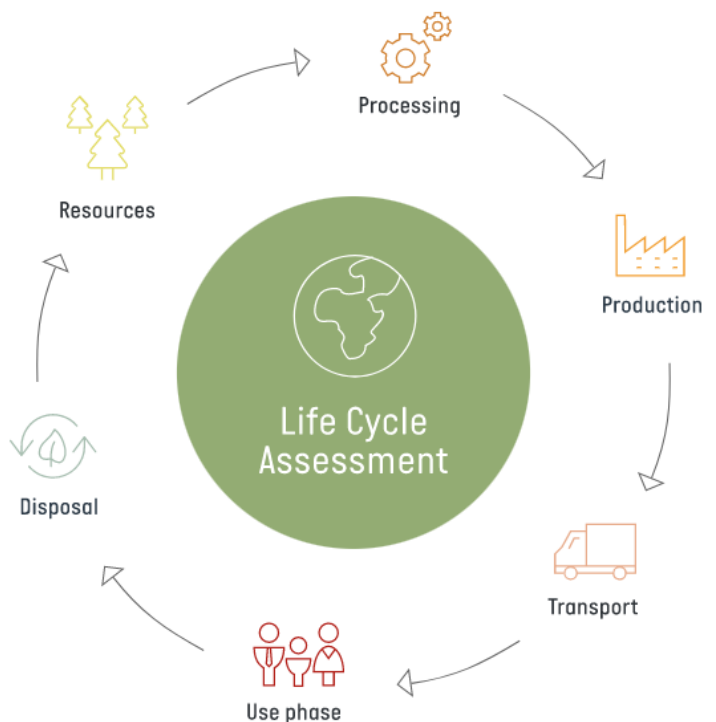 Processing
Resources
Production
Life Cycle
Assessment
Disposal
Transport
Use phase